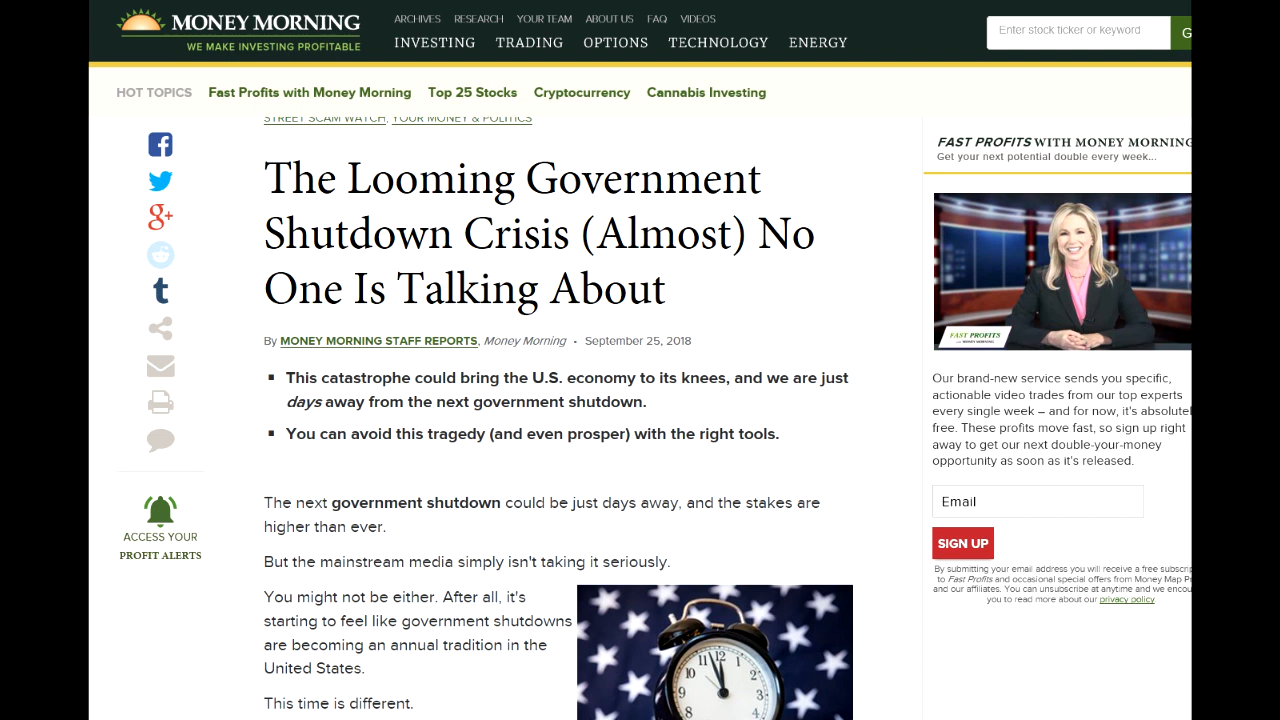 MONEY MORNING
WE MAKE INVESTING PROFITABLE
ARCHIVES RESEARCH YOUR TEAM ABOUT US FAQ VIDEOS
INVESTING TRADING OPTIONS TECHNOLOGY ENERGY
Enter stock ticker or keyword
G
HOT TOPICS Fast Profits with Money Morning Top 25 Stocks Cryptocurrency Cannabis Investing
STREET SCAM WATCH, YOUR MONEY & POLITICS
The Looming Government
Shutdown Crisis (Almost) No
One Is Talking About
By MONEY MORNING STAFF REPORTS, Money Morning • September 25, 2018
▪ This catastrophe could bring the U.S. economy to its knees, and we are just
days away from the next government shutdown.
▪ You can avoid this tragedy (and even prosper) with the right tools.
The next government shutdown could be just days away, and the stakes are
higher than ever.
But the mainstream media simply isn't taking it seriously.
You might not be either. After all, it's
starting to feel like government shutdowns
are becoming an annual tradition in the
United States.
This time is different.
11 12 1
10 2
9 3
ACCESS YOUR
PROFIT ALERTS
FAST PROFITS WITH MONEY MORNING
Get your next potential double every week...
FAST PROFITS
WITH MONEY MORNING
Our brand-new service sends you specific,
actionable video trades from our top experts
every single week – and for now, it's absolutel
free. These profits move fast, so sign up right
away to get our next double-your-money
opportunity as soon as it's released.
Email
SIGN UP
By submitting your email address you will receive a free subscrip
to Fast Profits and occasional special offers from Money Map Pr
and our affiliates. You can unsubscribe at anytime and we encou
you to read more about our privacy policy.